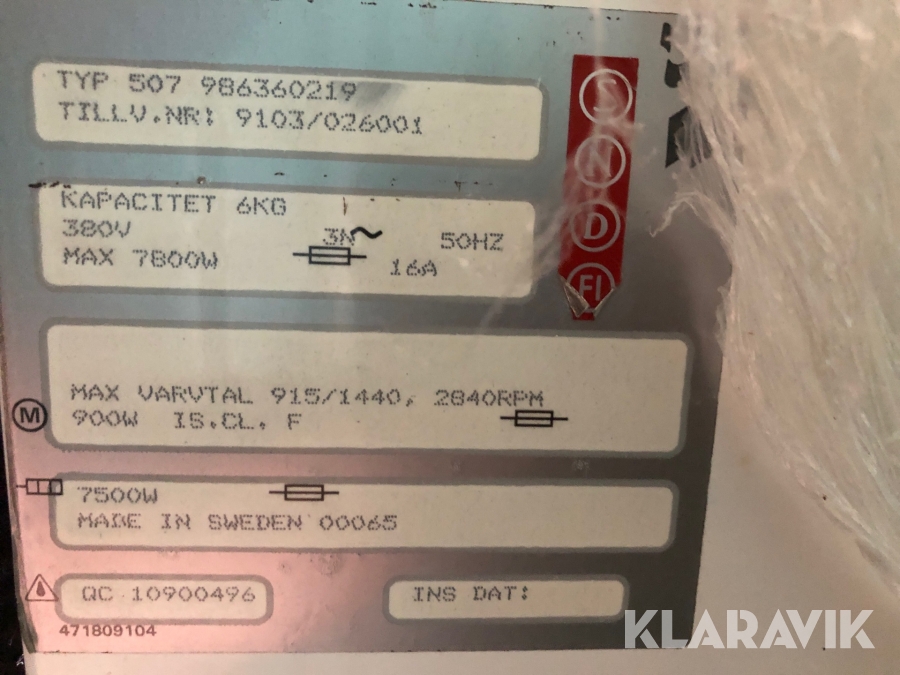 TYP 507 986360219
TILLV.NR: 9103/026001
S
N
D
FI
KAPACITET 6KG
380V 3N~ 50HZ
MAX 7800W 16A
MAX VARVTAL 915/1440, 2840RPM
M
900W IS.CL. F
7500W
MADE IN SWEDEN 00065
QC 10900496
INS DAT:
471809104
KLARAVIK